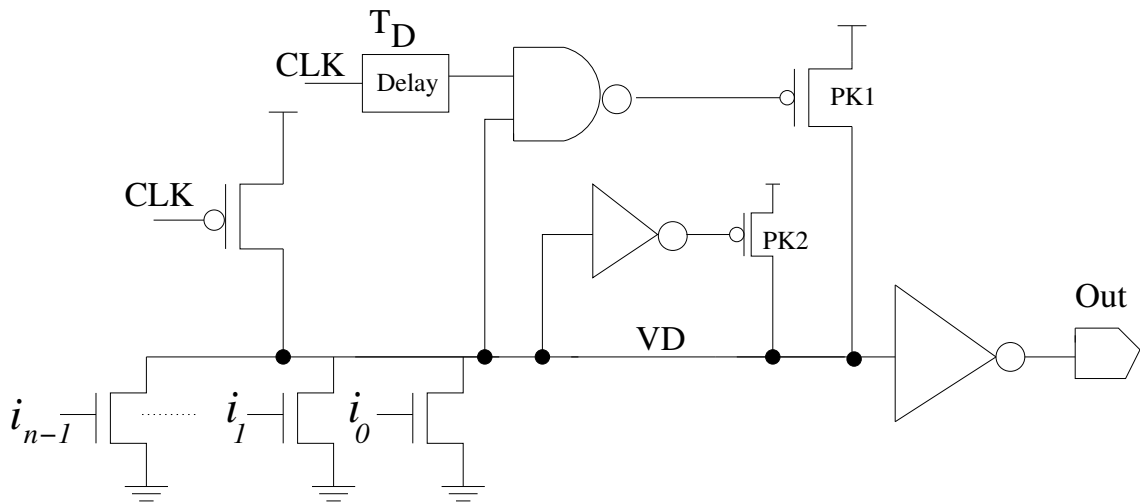 T_D
CLK
Delay
PK1
CLK
PK2
Out
VD
i_{n-1}
i_1
i_0